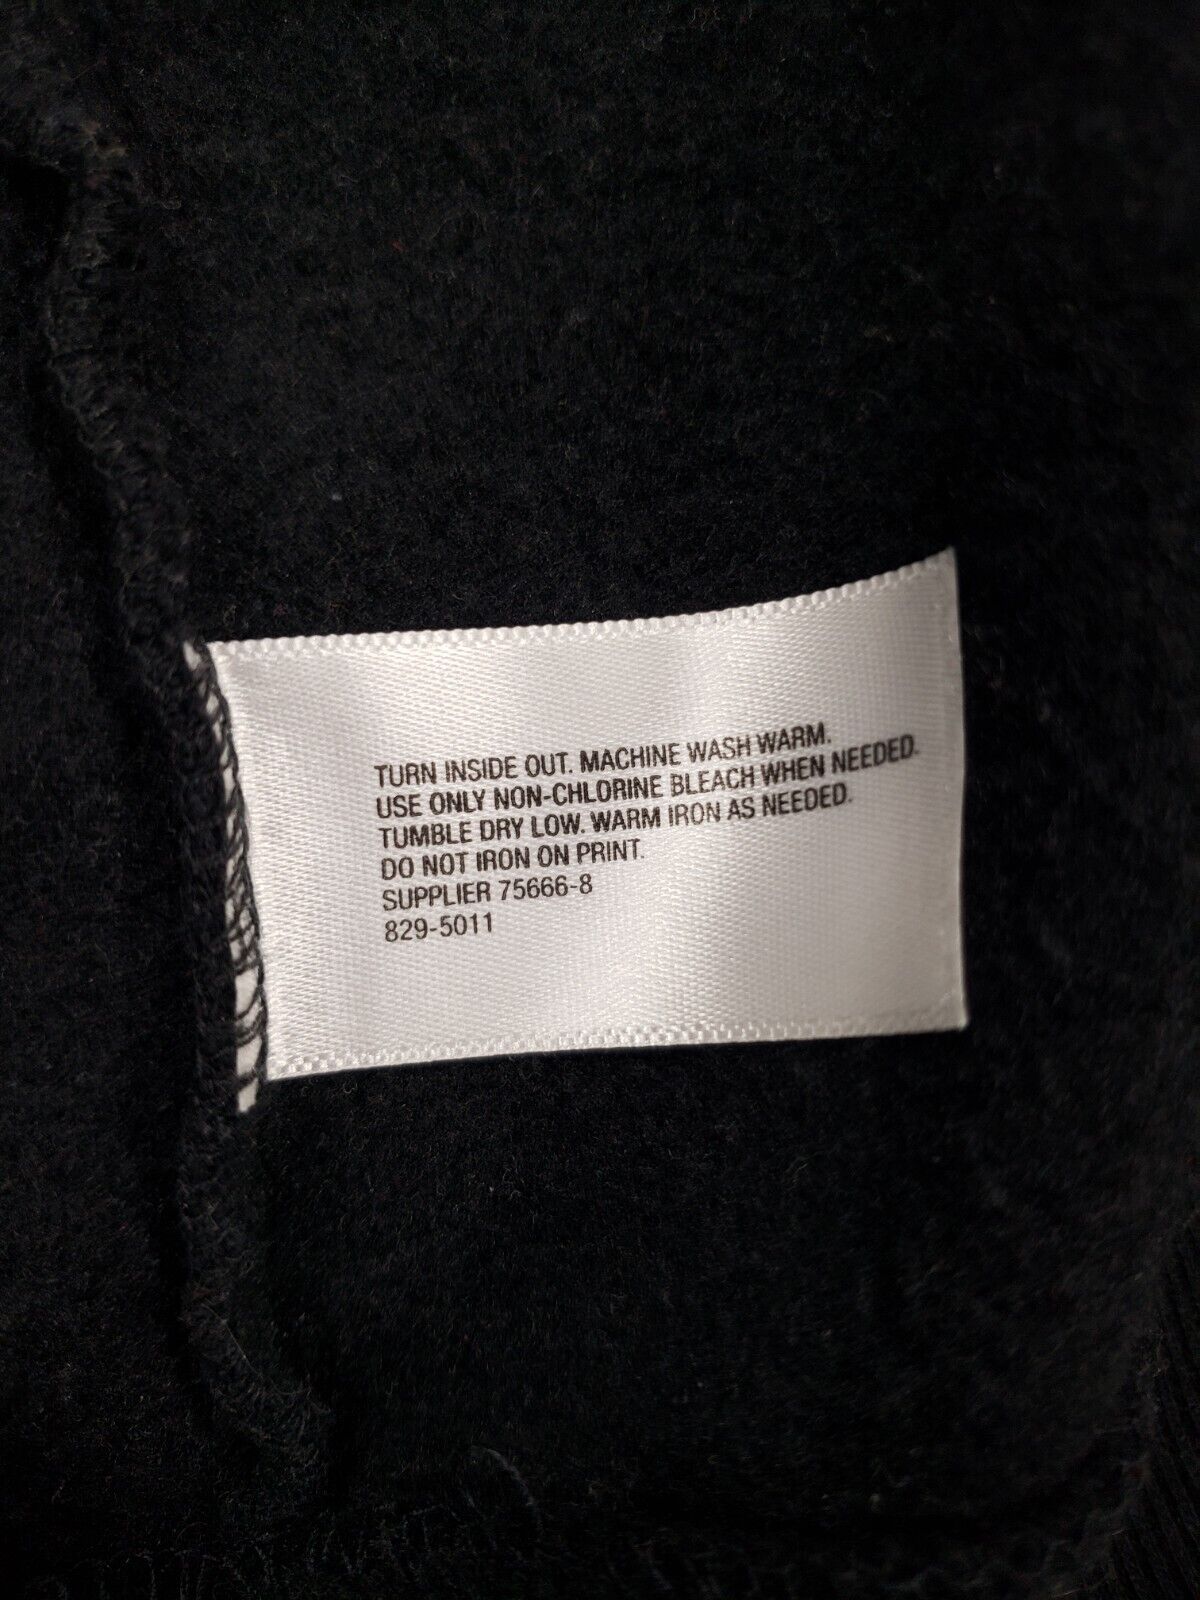 TURN INSIDE OUT. MACHINE WASH WARM.
USE ONLY NON-CHLORINE BLEACH WHEN NEEDED.
TUMBLE DRY LOW. WARM IRON AS NEEDED.
DO NOT IRON ON PRINT.
SUPPLIER 75666-8
829-5011